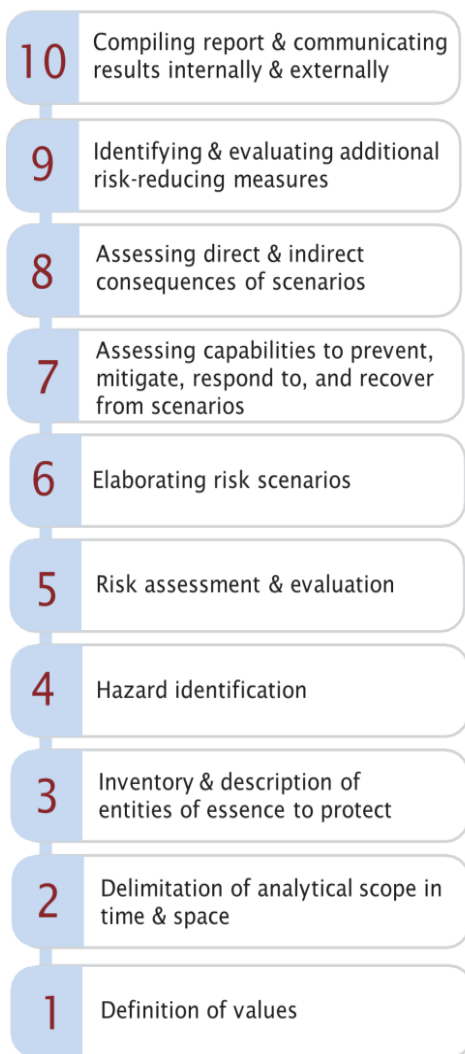 10
Compiling report & communicating
results internally & externally
9
Identifying & evaluating additional
risk-reducing measures
8
Assessing direct & indirect
consequences of scenarios
7
Assessing capabilities to prevent,
mitigate, respond to, and recover
from scenarios
6
Elaborating risk scenarios
5
Risk assessment & evaluation
4
Hazard identification
3
Inventory & description of
entities of essence to protect
2
Delimitation of analytical scope in
time & space
1
Definition of values